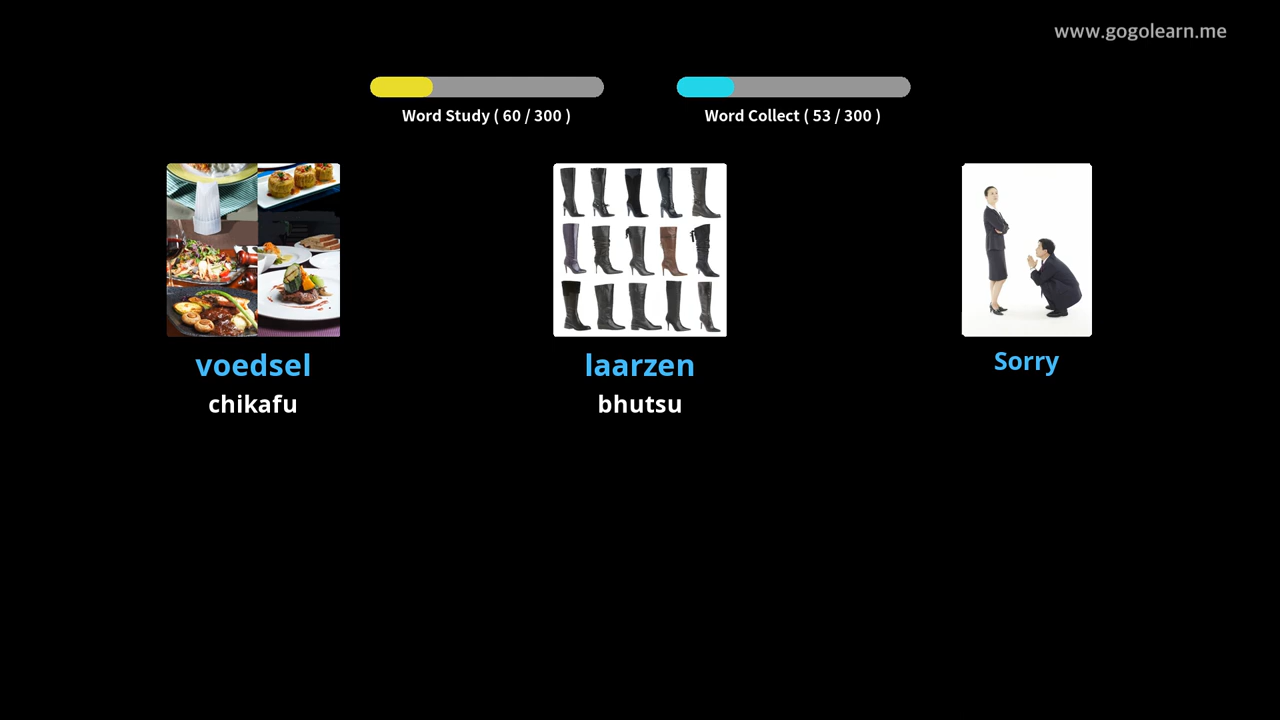 www.gogolearn.me
Word Study ( 60 / 300 )
Word Collect ( 53 / 300 )
voedsel
chikafu
laarzen
bhutsu
Sorry